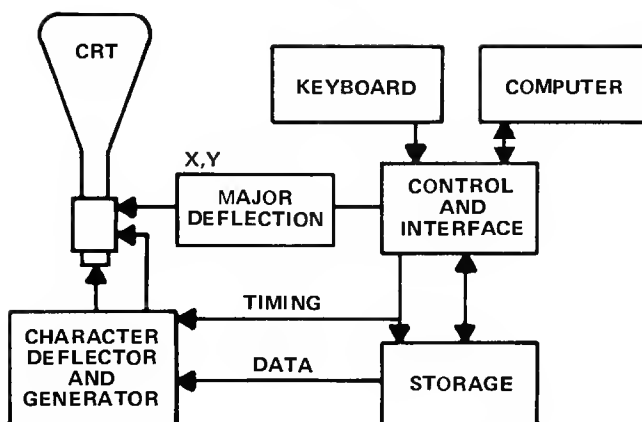 CRT
KEYBOARD
COMPUTER
X,Y
MAJOR
DEFLECTION
CONTROL
AND
INTERFACE
TIMING
CHARACTER
DEFLECTOR
AND
GENERATOR
DATA
STORAGE